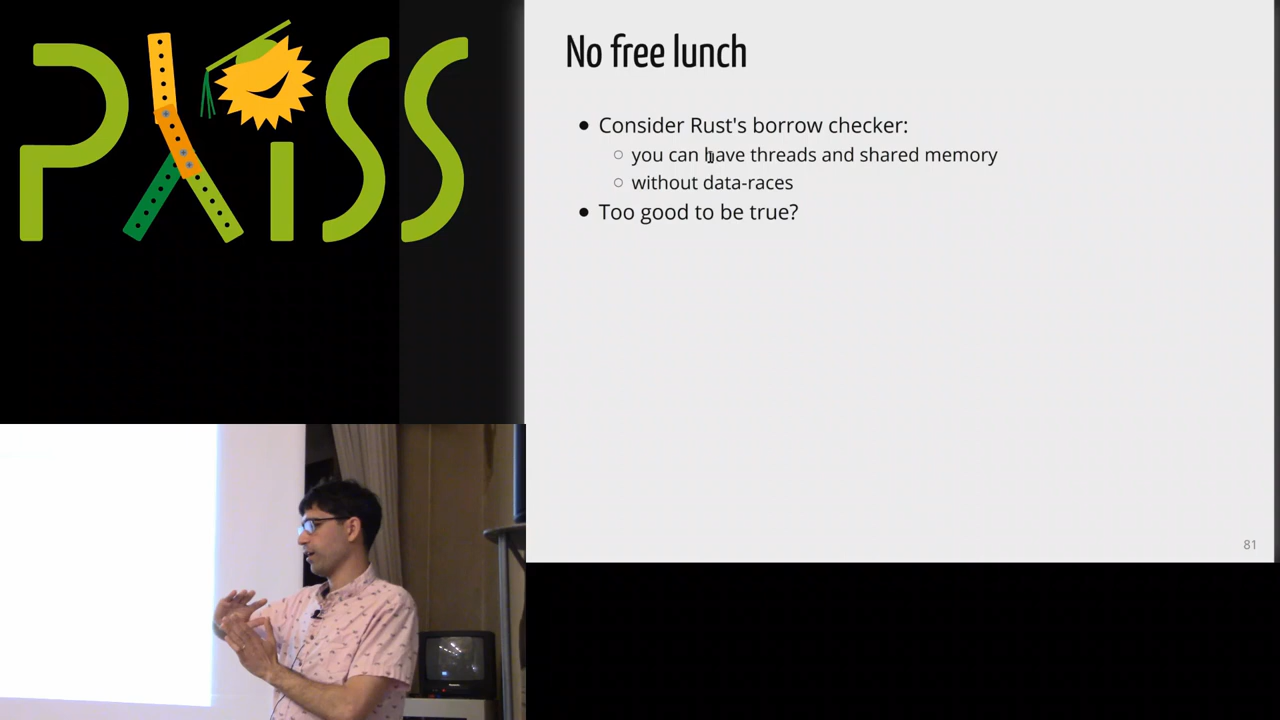 PLISS
No free lunch
• Consider Rust's borrow checker:
○ you can have threads and shared memory
○ without data-races
• Too good to be true?
81